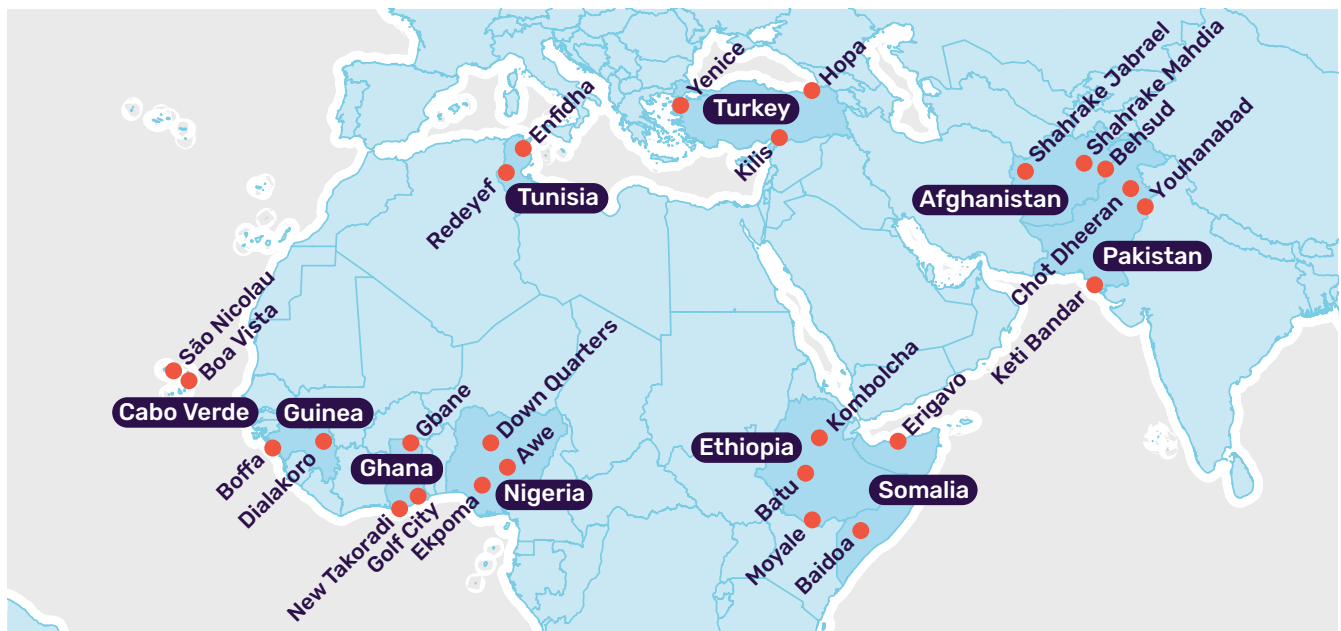 Yenice
Hopa
Turkey
Kilis
Enfidha
Redeyef
Tunisia
Shahrake Jabrael
Shahrake Mahdia
Behsud
Youhanabad
Afghanistan
Chot Dheeran
Pakistan
Keti Bandar
São Nicolau
Boa Vista
Cabo Verde
Guinea
Boffa
Dialakoro
Gbane
Ghana
New Takoradi
Golf City
Down Quarters
Awe
Ekpoma
Nigeria
Kombolcha
Ethiopia
Batu
Moyale
Erigavo
Somalia
Baidoa